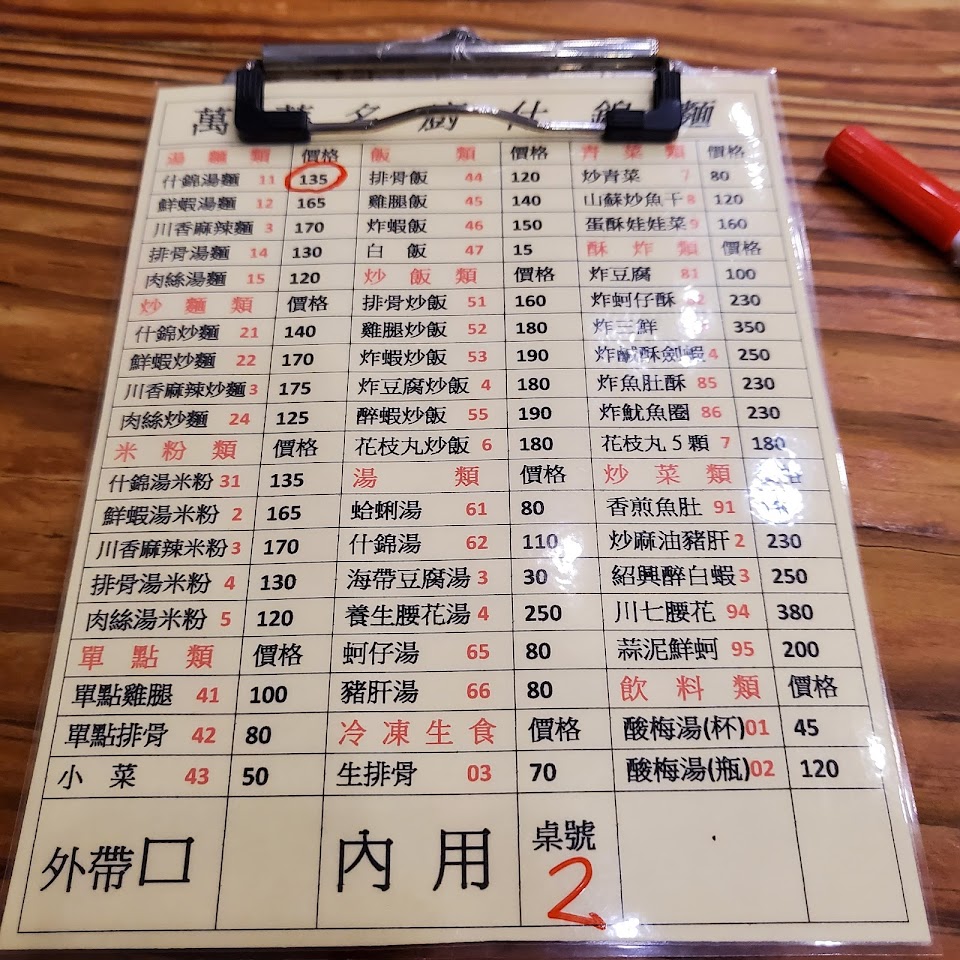 萬 名廚什錦麵
湯麵類 價格 飯類 價格 青菜類 價格
什錦湯麵 11 135 排骨飯 44 120 炒青菜 7 80
鮮蝦湯麵 12 165 雞腿飯 45 140 山蘇炒魚干 8 120
川香麻辣麵 3 170 炸蝦飯 46 150 蛋酥娃娃菜 9 160
排骨湯麵 14 130 白飯 47 15 酥炸類 價格
肉絲湯麵 15 120 炒飯類 價格 炸豆腐 81 100
炒麵類 價格 排骨炒飯 51 160 炸蚵仔酥 230
什錦炒麵 21 140 雞腿炒飯 52 180 炸三鮮 350
鮮蝦炒麵 22 170 炸蝦炒飯 53 190 炸鹹酥劍蝦 4 250
川香麻辣炒麵 3 175 炸豆腐炒飯 4 180 炸魚肚酥 85 230
肉絲炒麵 24 125 醉蝦炒飯 55 190 炸魷魚圈 86 230
米粉類 價格 花枝丸炒飯 6 180 花枝丸5顆 7 180
什錦湯米粉 31 135 湯類 價格 炒菜類
鮮蝦湯米粉 2 165 蛤蜊湯 61 80 香煎魚肚 91
川香麻辣米粉 3 170 什錦湯 62 110 炒麻油豬肝 2 230
排骨湯米粉 4 130 海帶豆腐湯 3 30 紹興醉白蝦 3 250
肉絲湯米粉 5 120 養生腰花湯 4 250 川七腰花 94 380
單點類 價格 蚵仔湯 65 80 蒜泥鮮蚵 95 200
單點雞腿 41 100 豬肝湯 66 80 飲料類 價格
單點排骨 42 80 冷凍生食 價格 酸梅湯(杯) 01 45
小菜 43 50 生排骨 03 70 酸梅湯(瓶) 02 120
外帶口 內用 桌號 2